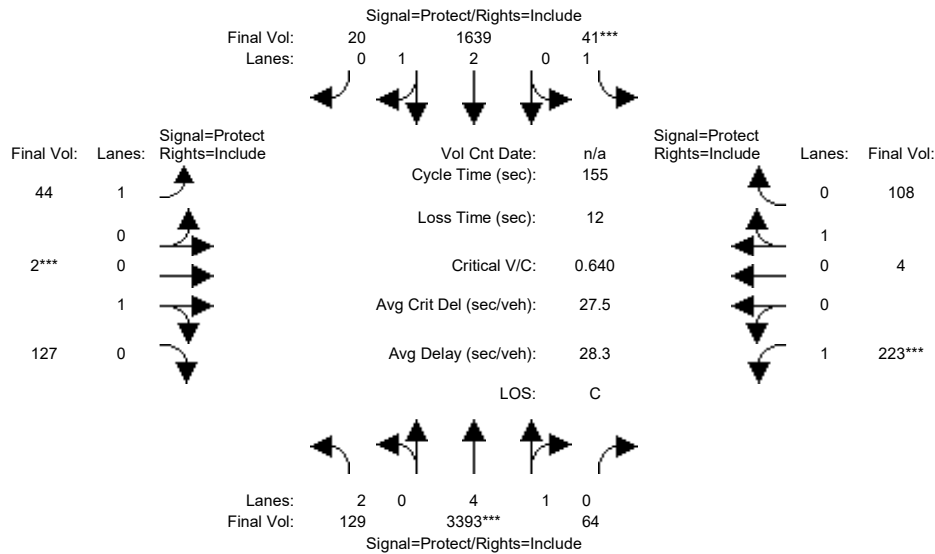 Signal=Protect/Rights=Include
Final Vol: 20 1639 41***
Lanes: 0 1 2 0 1
Signal=Protect
Final Vol: Lanes: Rights=Include
Vol Cnt Date: n/a
Signal=Protect
Rights=Include Lanes: Final Vol:
Cycle Time (sec): 155
44 1
0 108
Loss Time (sec): 12
0
1
2*** 0
Critical V/C: 0.640
0 4
1
Avg Crit Del (sec/veh): 27.5
0
127 0
Avg Delay (sec/veh): 28.3
1 223***
LOS: C
Lanes: 2 0 4 1 0
Final Vol: 129 3393*** 64
Signal=Protect/Rights=Include